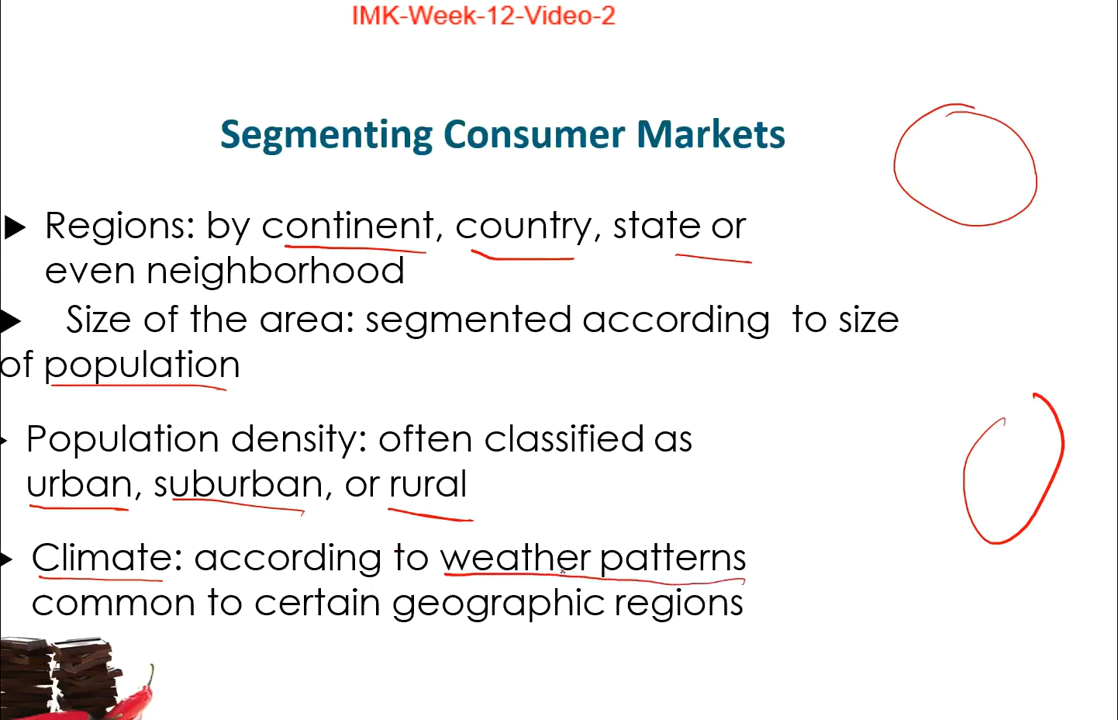 IMK-Week-12-Video-2
Segmenting Consumer Markets
Regions: by continent, country, state or
even neighborhood
Size of the area: segmented according to size
of population
Population density: often classified as
urban, suburban, or rural
Climate: according to weather patterns
common to certain geographic regions